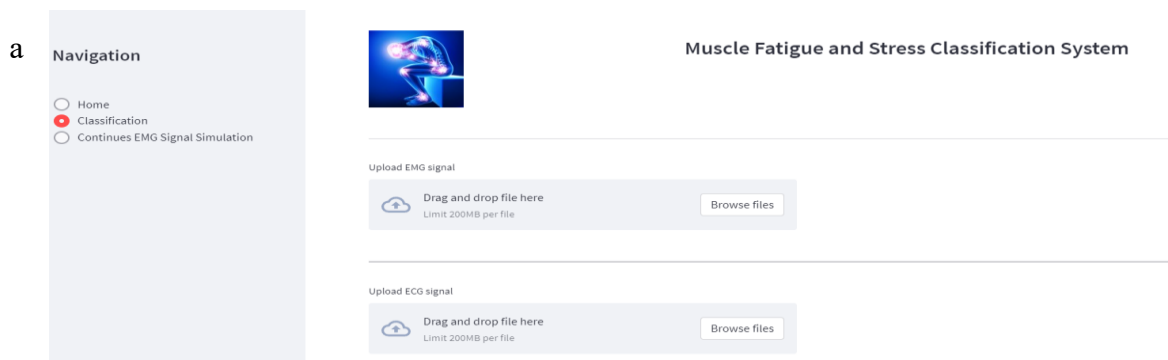 a
Navigation
Home
Classification
Continues EMG Signal Simulation
Muscle Fatigue and Stress Classification System
Upload EMG signal
Drag and drop file here
Limit 200MB per file
Browse files
Upload ECG signal
Drag and drop file here
Limit 200MB per file
Browse files